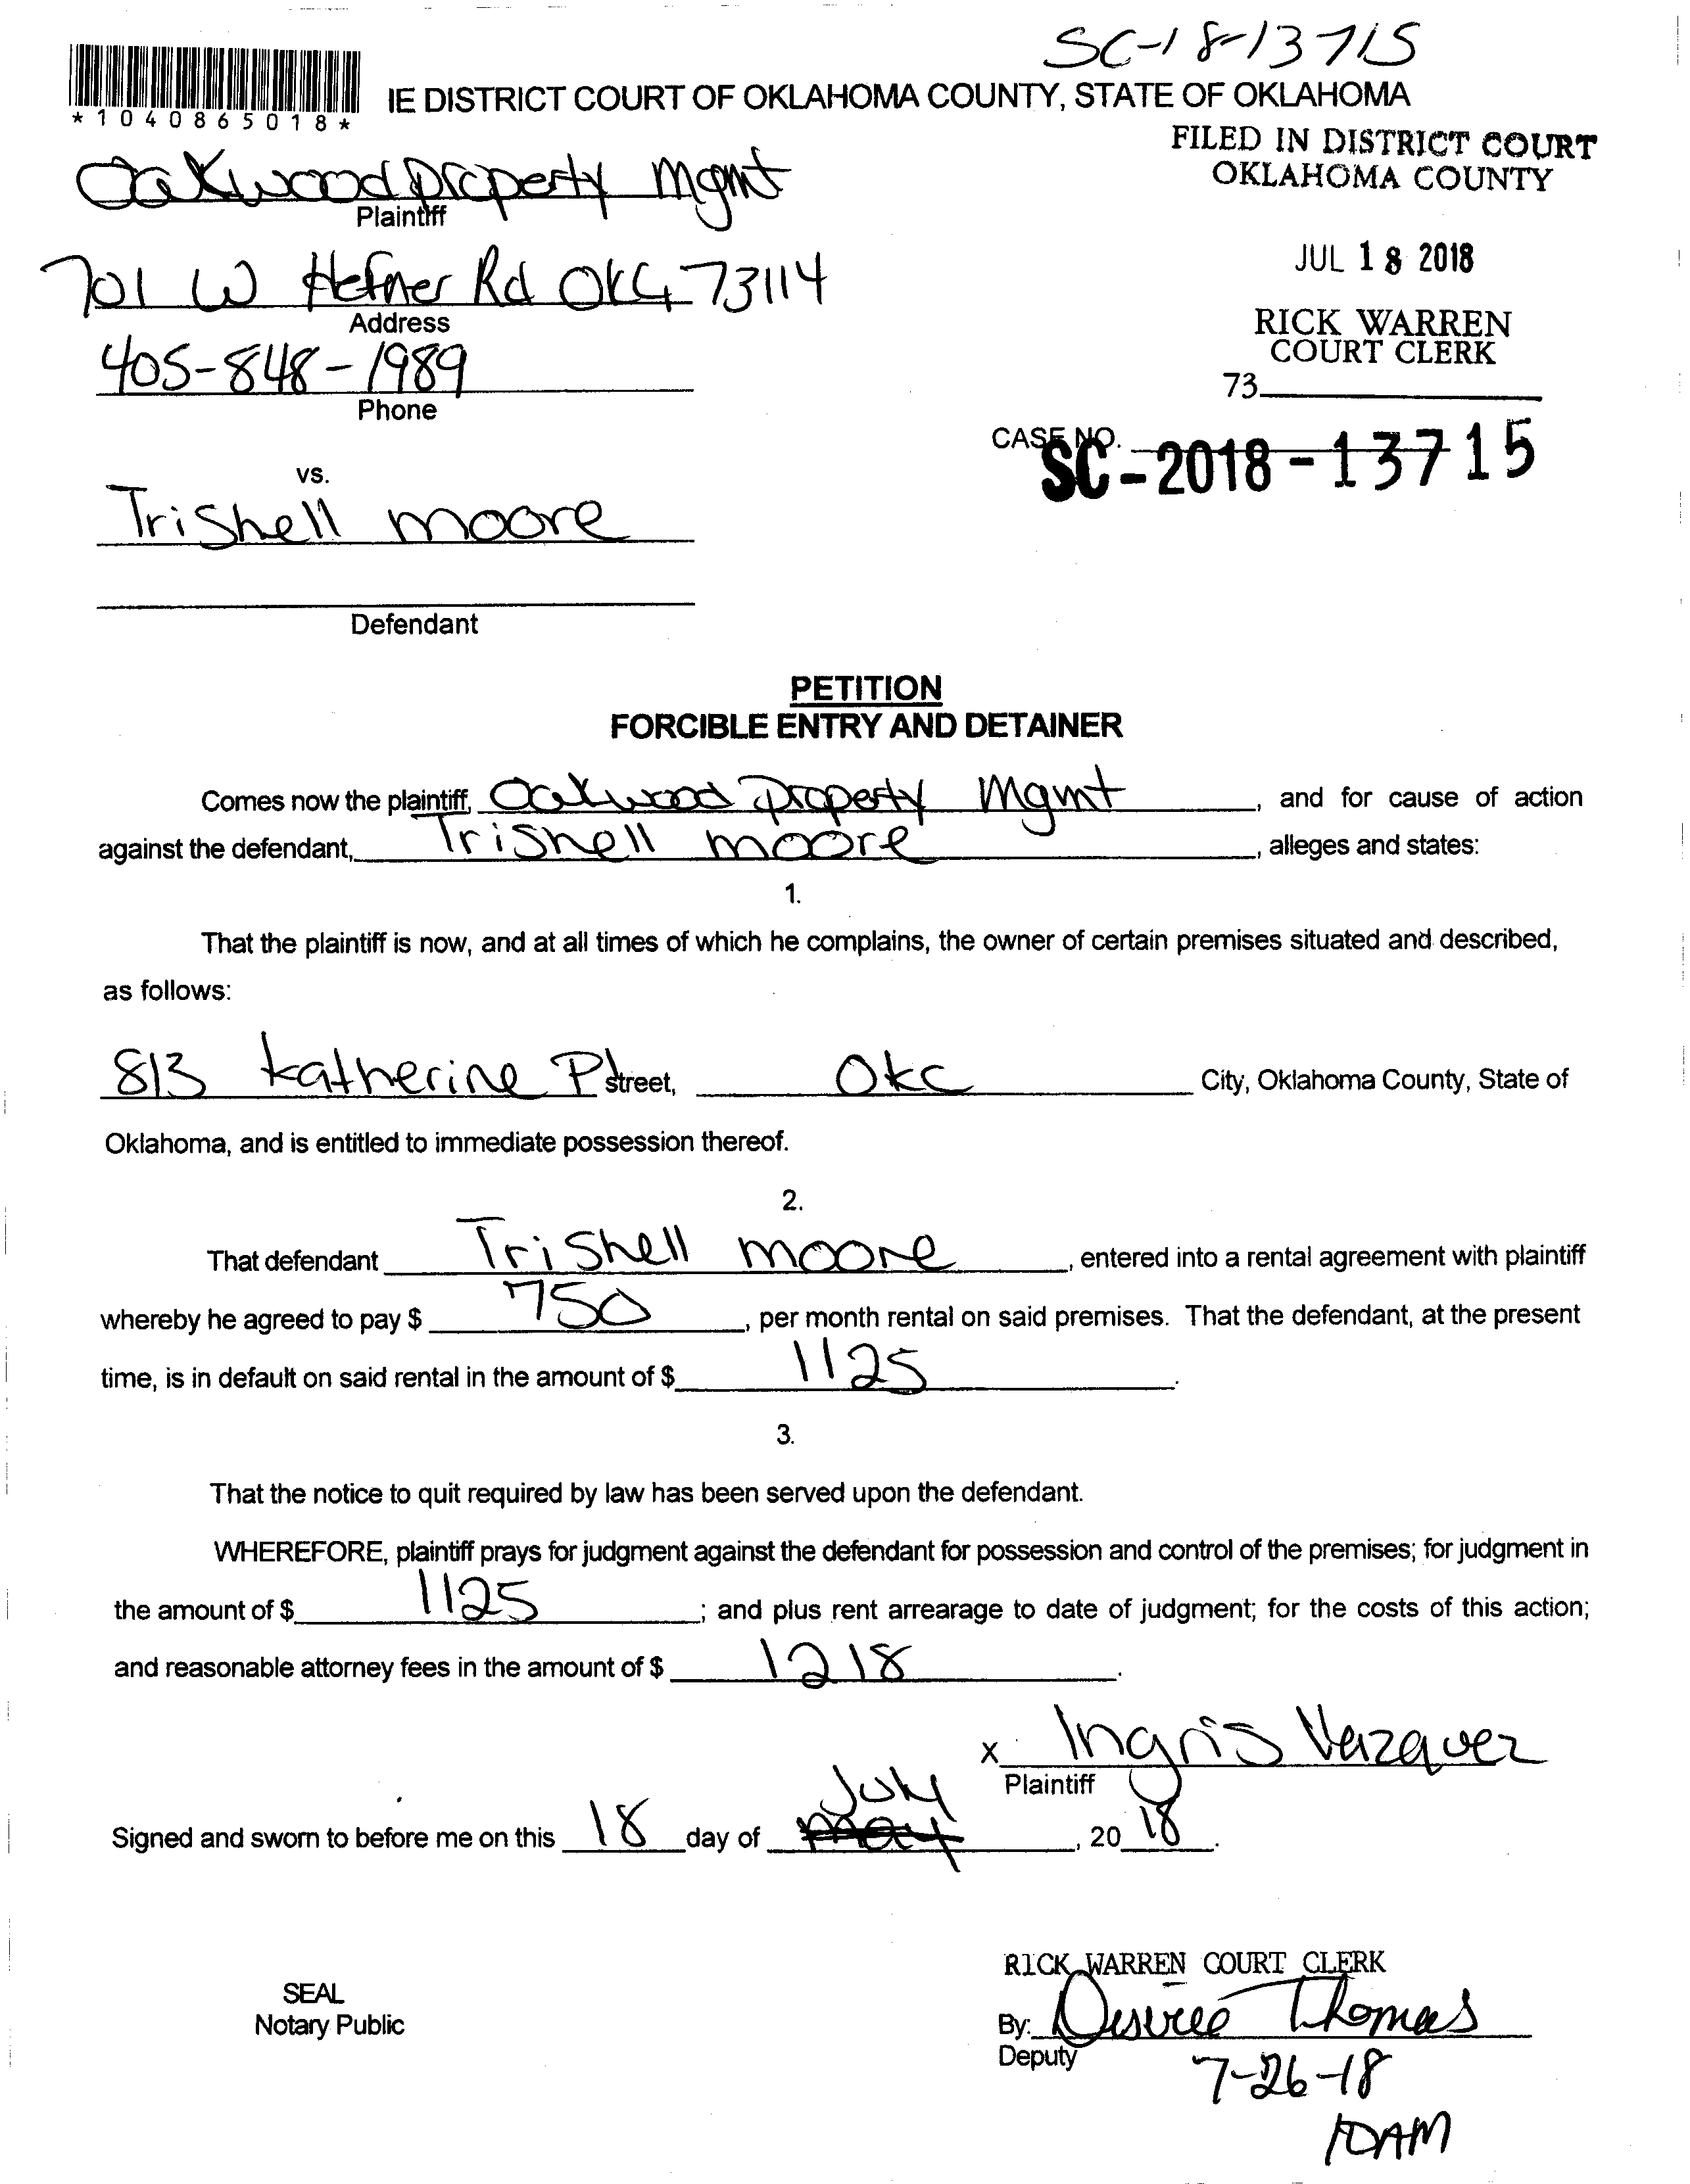 SC-18-13715
IE DISTRICT COURT OF OKLAHOMA COUNTY, STATE OF OKLAHOMA
*1040865018*
FILED IN DISTRICT COURT
OKLAHOMA COUNTY
Oakwood Property Mgmt
Plaintiff
JUL 18 2018
701 W Hefner Rd OKC 73114
Address
RICK WARREN
COURT CLERK
405-848-1989
73
Phone
CASE NO.
SC-2018-13715
vs.
Trishell moore
Defendant
PETITION
FORCIBLE ENTRY AND DETAINER
Comes now the plaintiff, Oakwood Property Mgmt, and for cause of action
against the defendant, Trishell moore, alleges and states:
1.
That the plaintiff is now, and at all times of which he complains, the owner of certain premises situated and described,
as follows:
813 Katherine P street, OKC City, Oklahoma County, State of
Oklahoma, and is entitled to immediate possession thereof.
2.
That defendant Trishell moore, entered into a rental agreement with plaintiff
whereby he agreed to pay $ 750, per month rental on said premises. That the defendant, at the present
time, is in default on said rental in the amount of $ 1125.
3.
That the notice to quit required by law has been served upon the defendant.
WHEREFORE, plaintiff prays for judgment against the defendant for possession and control of the premises; for judgment in
the amount of $ 1125; and plus rent arrearage to date of judgment; for the costs of this action;
and reasonable attorney fees in the amount of $ 1218.
x Ingris Vazquez
Plaintiff
July
Signed and sworn to before me on this 18 day of may, 20 18.
RICK WARREN COURT CLERK
SEAL
Notary Public
By: Desiree Thomas
Deputy
7-26-18
10AM